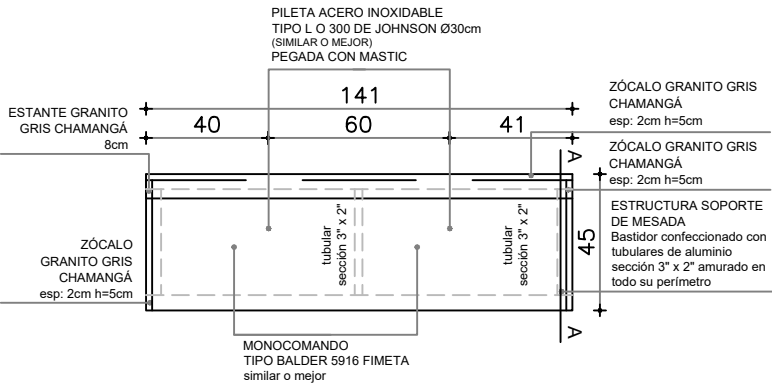 PILETA ACERO INOXIDABLE
TIPO L O 300 DE JOHNSON Ø30cm
(SIMILAR O MEJOR)
PEGADA CON MASTIC
141
40
60
41
ESTANTE GRANITO
GRIS CHAMANGÁ
8cm
ZÓCALO GRANITO GRIS
CHAMANGÁ
esp: 2cm h=5cm
ZÓCALO GRANITO GRIS
CHAMANGÁ
esp: 2cm h=5cm
A
ESTRUCTURA SOPORTE
DE MESADA
Bastidor confeccionado con
tubulares de aluminio
sección 3" x 2" amurado en
todo su perímetro
45
tubular
sección 3" x 2"
tubular
sección 3" x 2"
ZÓCALO
GRANITO GRIS
CHAMANGÁ
esp: 2cm h=5cm
A
MONOCOMANDO
TIPO BALDER 5916 FIMETA
similar o mejor